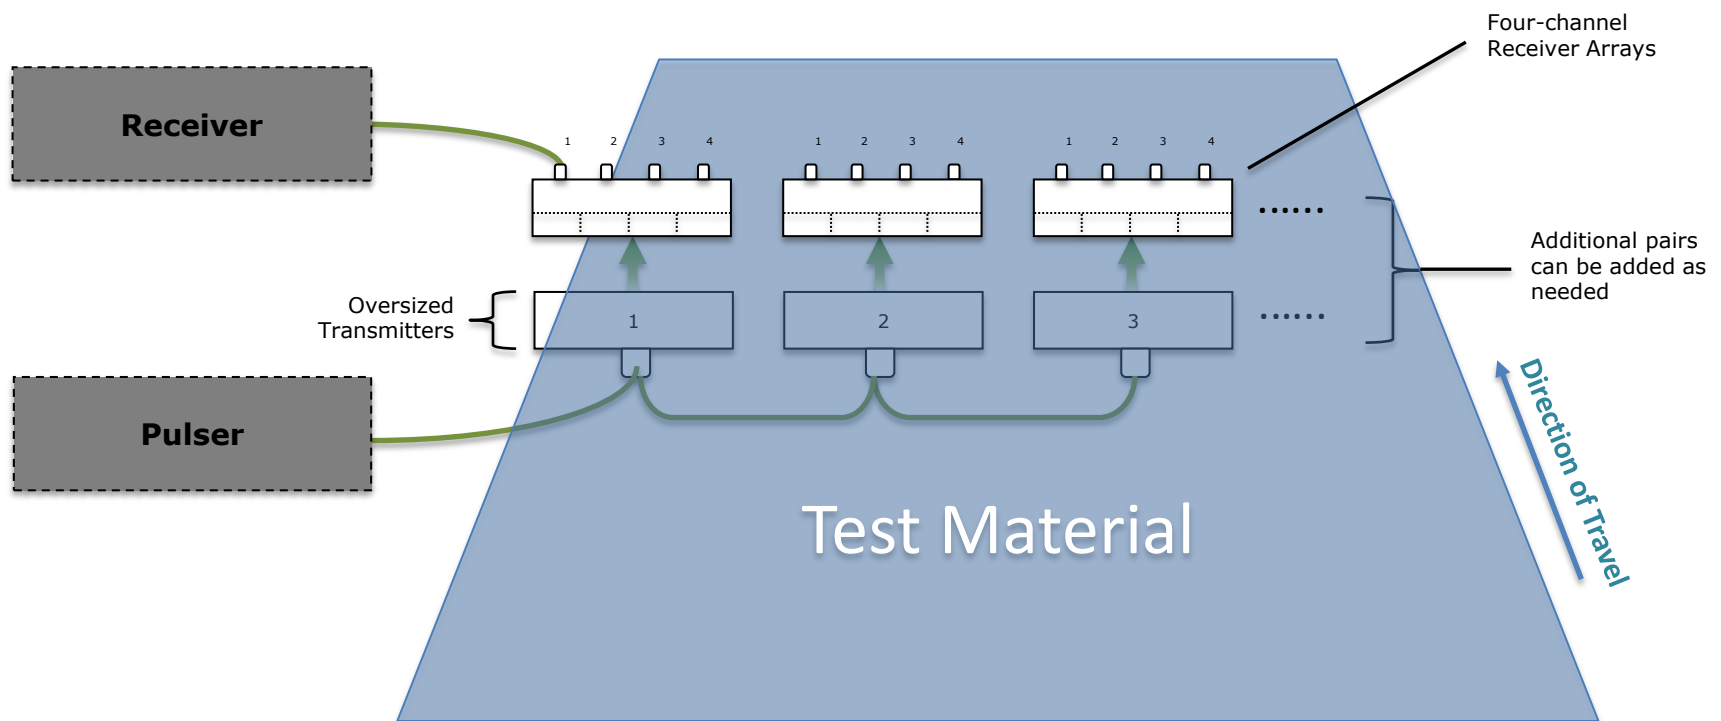 Four-channel
Receiver Arrays
Receiver
1 2 3 4
1 2 3 4
1 2 3 4
Additional pairs
can be added as
needed
Oversized
Transmitters
1
2
3
Pulser
Direction of Travel
Test Material